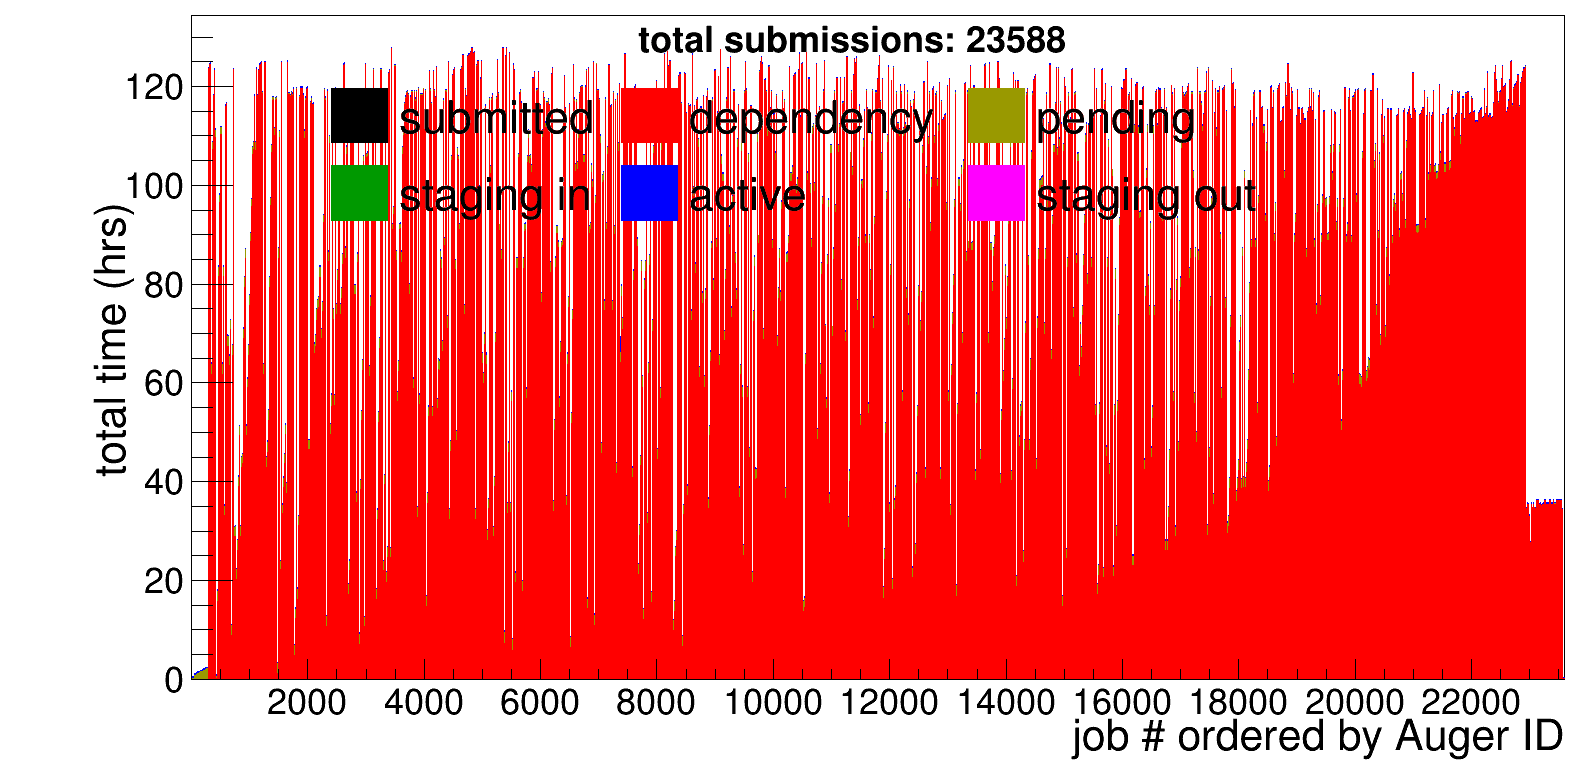 total submissions: 23588
submitted dependency pending
staging in active staging out
total time (hrs)
120
100
80
60
40
20
0
2000 4000 6000 8000 10000 12000 14000 16000 18000 20000 22000
job # ordered by Auger ID